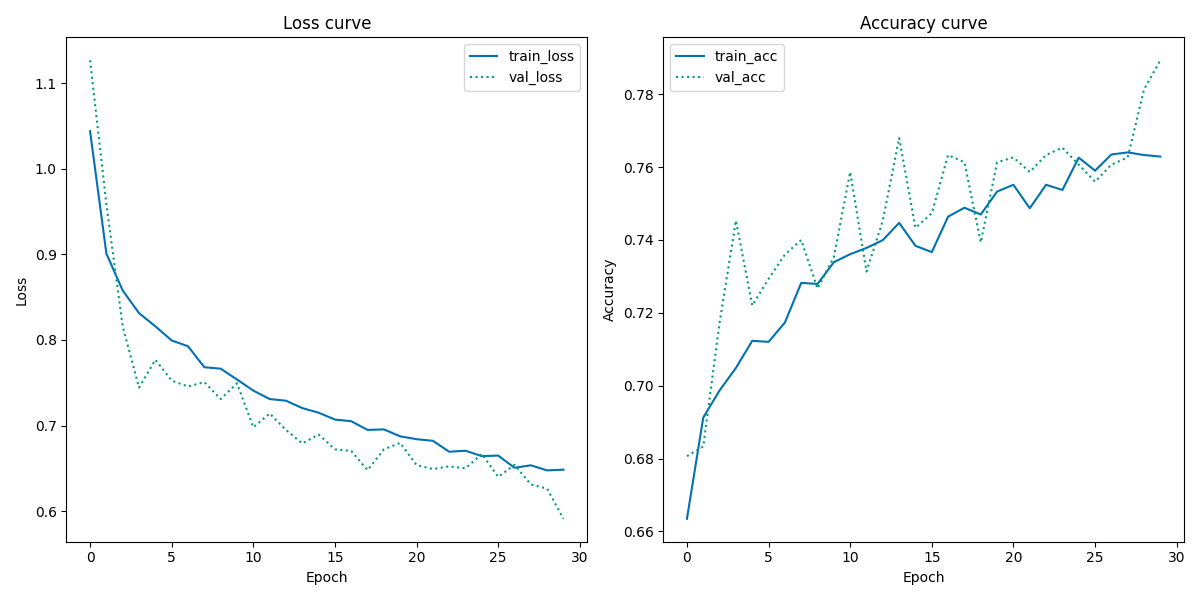 Loss curve
train_loss
val_loss
1.1
1.0
0.9
0.8
0.7
0.6
Loss
0 5 10 15 20 25 30
Epoch
Accuracy curve
train_acc
val_acc
0.78
0.76
0.74
0.72
0.70
0.68
0.66
Accuracy
0 5 10 15 20 25 30
Epoch